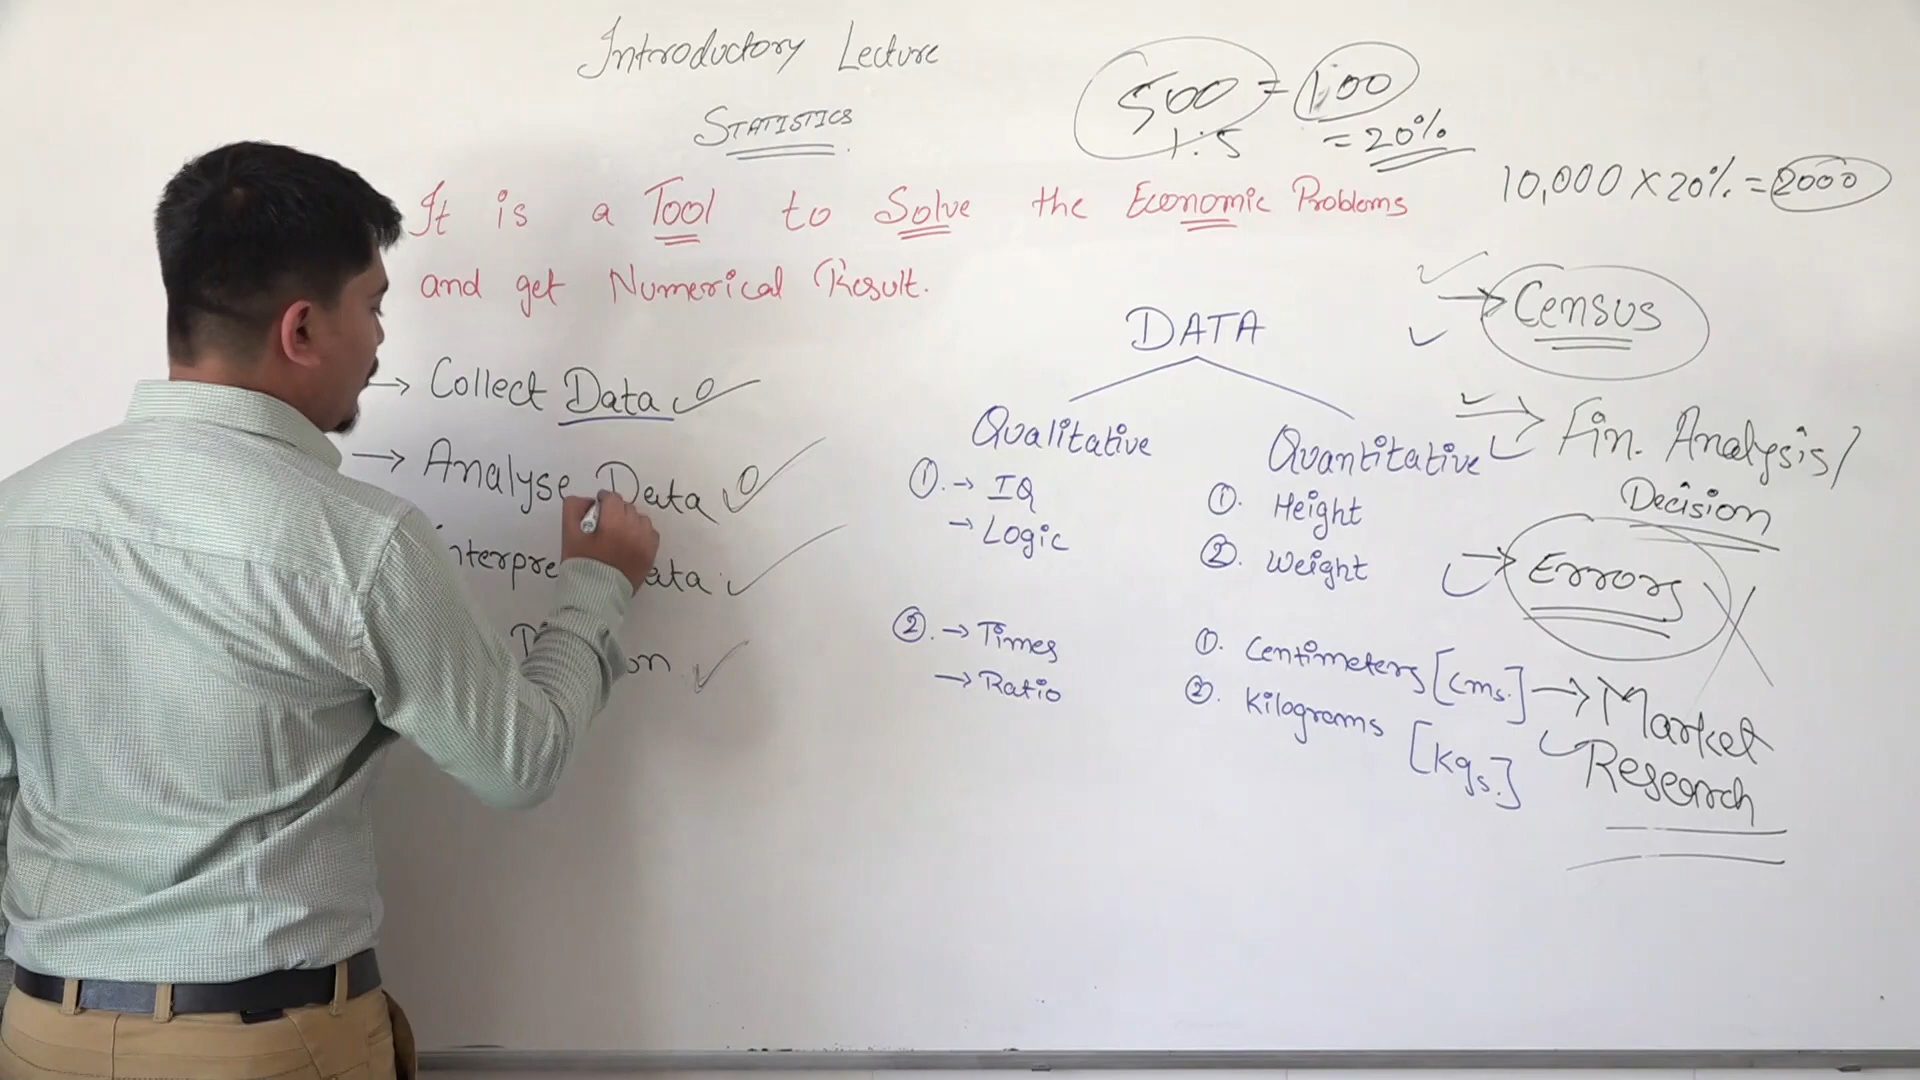 Introductory Lecture
STATISTICS
500 = 100
1:5 = 20%
10,000 × 20% = 2000
It is a Tool to Solve the Economic Problems
and get Numerical Result.
→ Collect Data
→ Analyse Data
DATA
Qualitative
①. → IQ
→ Logic
②. → Times
→ Ratio
Quantitative
①. Height
②. Weight
①. Centimeters [cms.]
②. Kilograms [kgs.]
→ Census
→ Fin. Analysis/
Decision
→ Errors
→ Market
Research